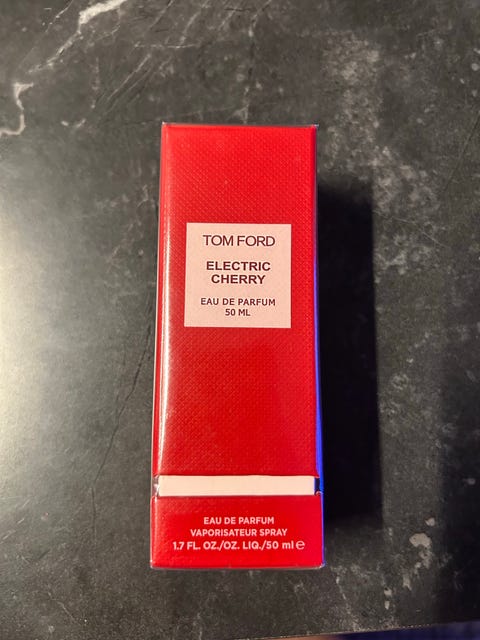 TOM FORD
ELECTRIC
CHERRY
EAU DE PARFUM
50 ML
EAU DE PARFUM
VAPORISATEUR SPRAY
1.7 FL. OZ./OZ. LIQ./50 ml ℮